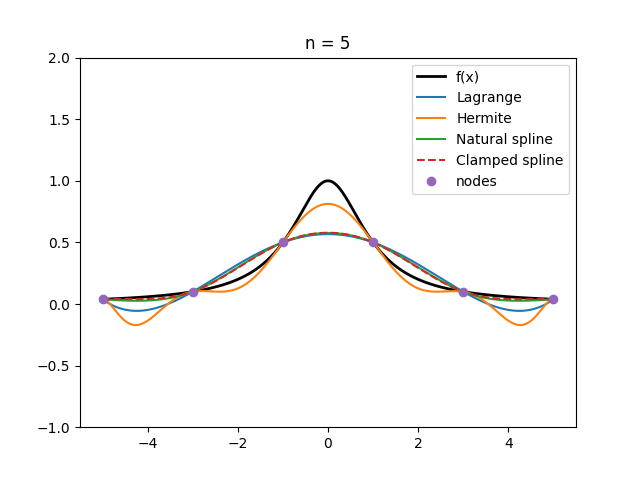 n = 5
2.0
1.5
1.0
0.5
0.0
−0.5
−1.0
−4
−2
0
2
4
f(x)
Lagrange
Hermite
Natural spline
Clamped spline
nodes